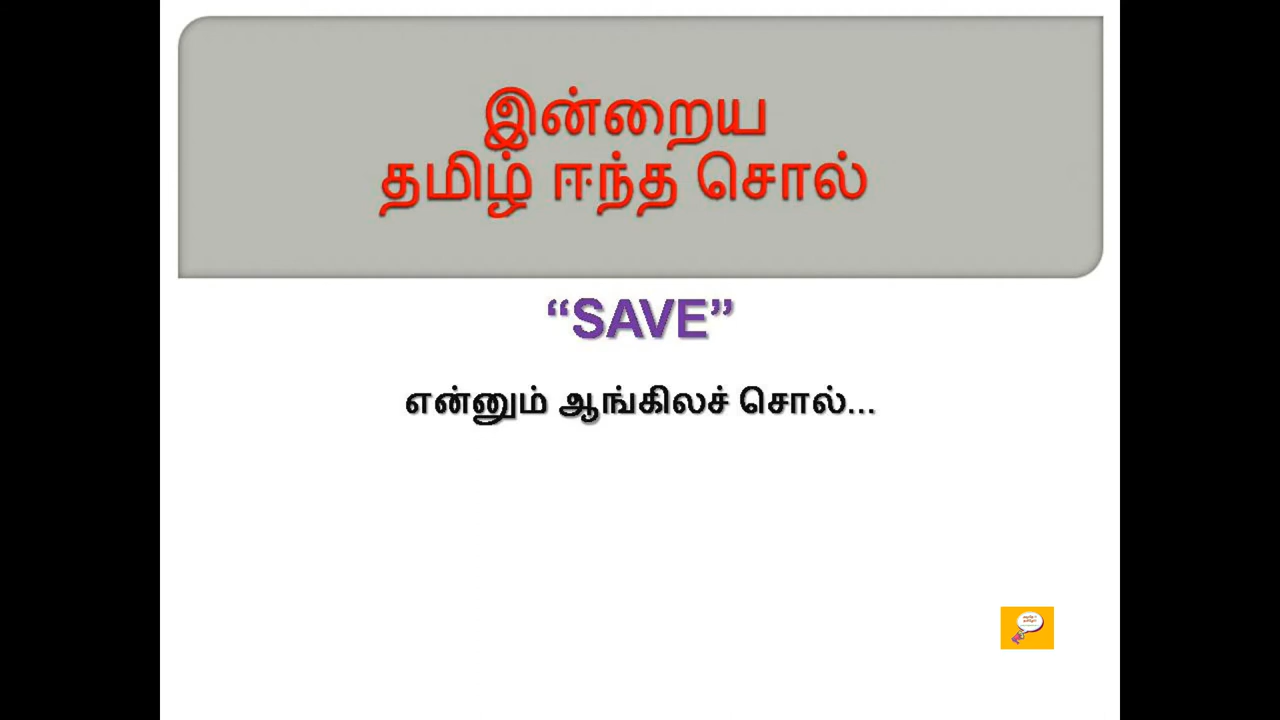 இன்றைய
தமிழ் ஈந்த சொல்
“SAVE”
என்னும் ஆங்கிலச் சொல்...